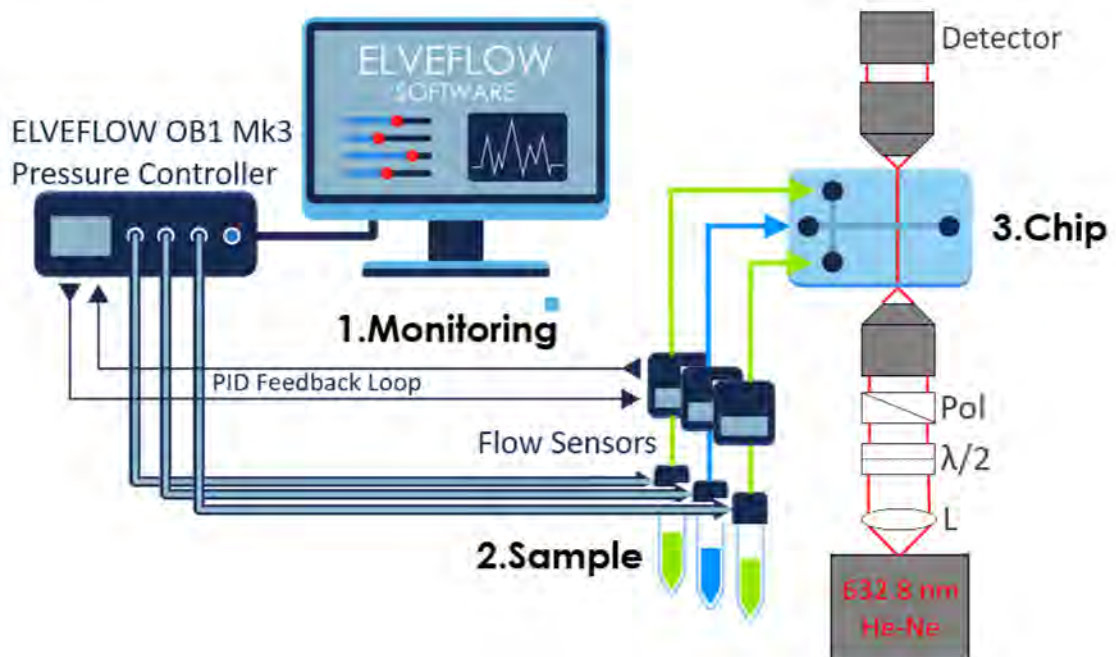 ELVEFLOW
SOFTWARE
ELVEFLOW OB1 Mk3
Pressure Controller
Detector
3.Chip
1.Monitoring
PID Feedback Loop
Flow Sensors
2.Sample
Pol
λ/2
L
632.8 nm
He-Ne